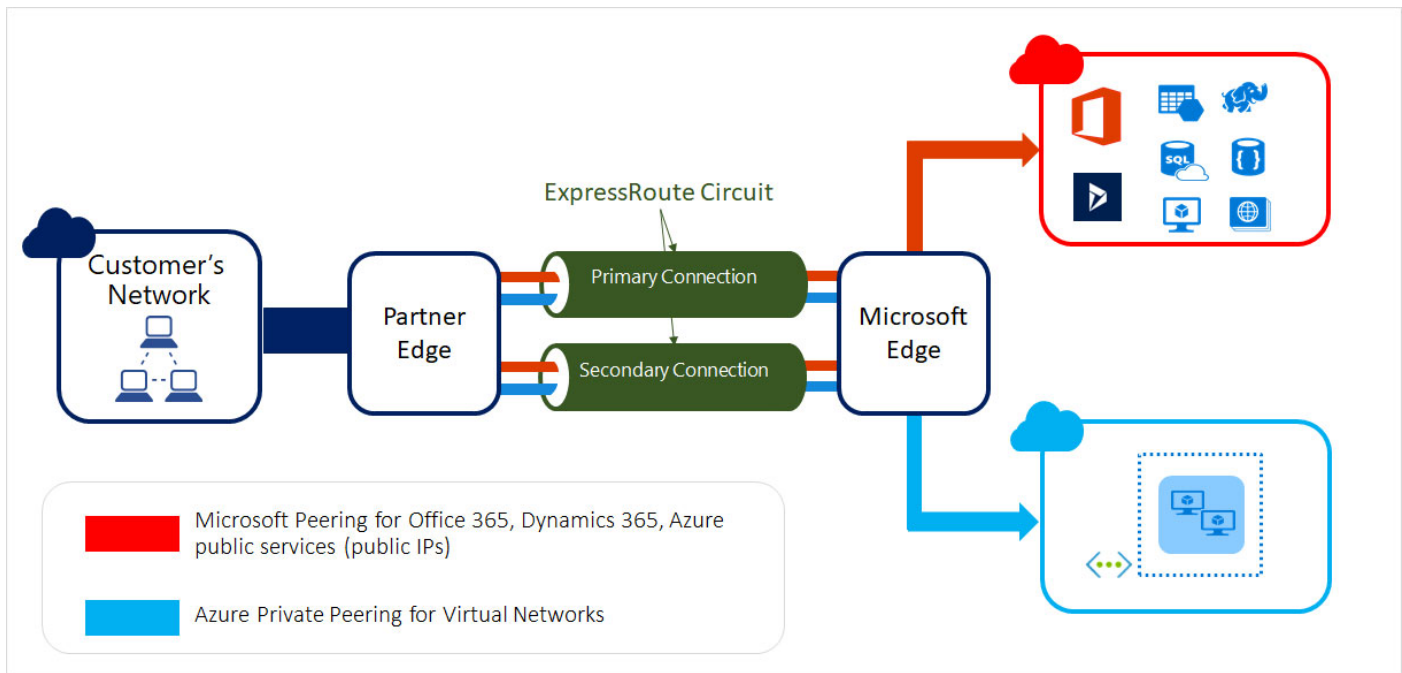 ExpressRoute Circuit
Customer's
Network
Partner
Edge
Primary Connection
Secondary Connection
Microsoft
Edge
SQL
{ }
Microsoft Peering for Office 365, Dynamics 365, Azure
public services (public IPs)
Azure Private Peering for Virtual Networks